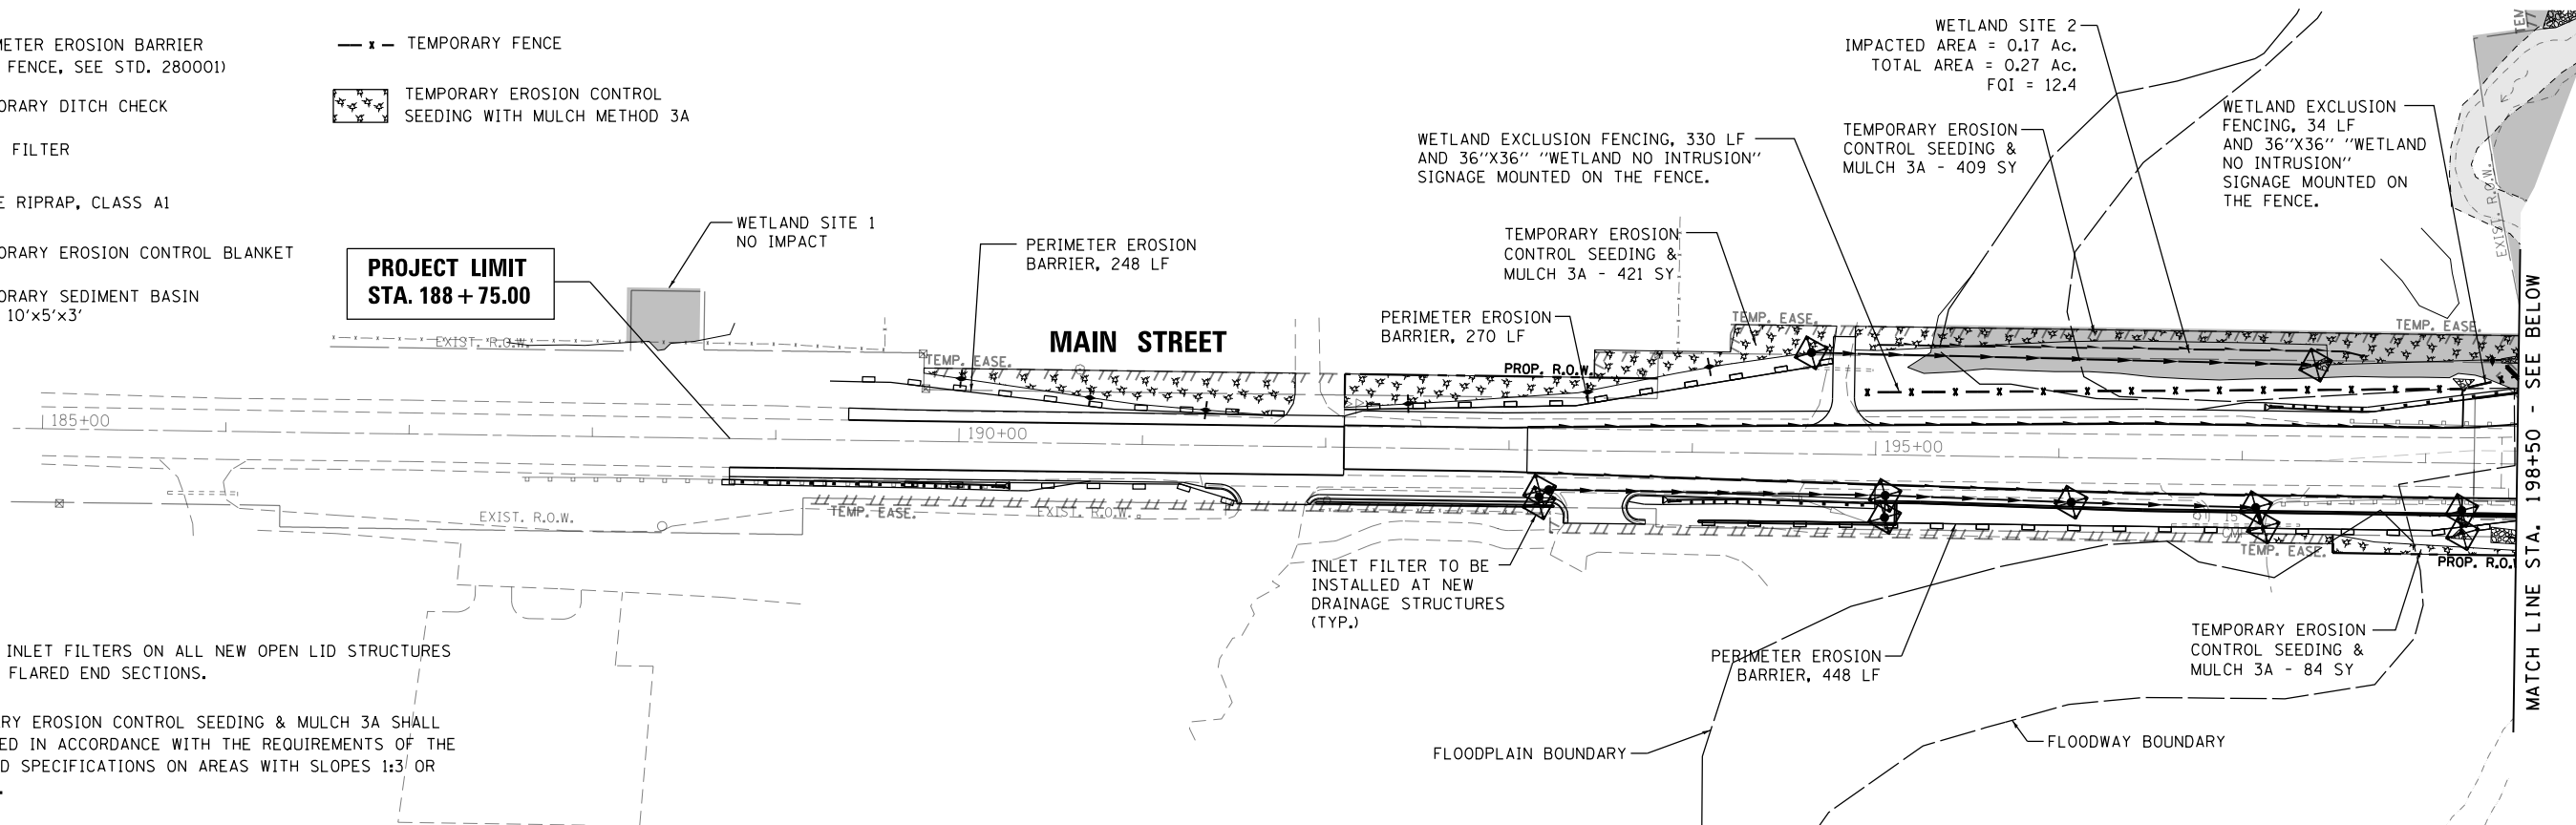 METER EROSION BARRIER
FENCE, SEE STD. 280001)
ORARY DITCH CHECK
FILTER
E RIPRAP, CLASS A1
ORARY EROSION CONTROL BLANKET
ORARY SEDIMENT BASIN
10'x5'x3'
TEMPORARY FENCE
TEMPORARY EROSION CONTROL
SEEDING WITH MULCH METHOD 3A
PROJECT LIMIT
STA. 188+75.00
WETLAND SITE 1
NO IMPACT
PERIMETER EROSION
BARRIER, 248 LF
MAIN STREET
PERIMETER EROSION
BARRIER, 270 LF
WETLAND EXCLUSION FENCING, 330 LF
AND 36"X36" "WETLAND NO INTRUSION"
SIGNAGE MOUNTED ON THE FENCE.
TEMPORARY EROSION
CONTROL SEEDING &
MULCH 3A - 421 SY
WETLAND SITE 2
IMPACTED AREA = 0.17 Ac.
TOTAL AREA = 0.27 Ac.
FQI = 12.4
TEMPORARY EROSION
CONTROL SEEDING &
MULCH 3A - 409 SY
WETLAND EXCLUSION
FENCING, 34 LF
AND 36"X36" "WETLAND
NO INTRUSION"
SIGNAGE MOUNTED ON
THE FENCE.
TEM
EXIST. R.O.W.
EXIST. R.O.W.
TEMP. EASE.
PROP. R.O.W.
TEMP. EASE.
TEMP. EASE.
185+00
190+00
195+00
EXIST. R.O.W.
TEMP. EASE.
EXIST. R.O.W.
15
TEMP. EASE.
PROP. R.O.
MATCH LINE STA. 198+50 - SEE BELOW
INLET FILTER TO BE
INSTALLED AT NEW
DRAINAGE STRUCTURES
(TYP.)
PERIMETER EROSION
BARRIER, 448 LF
TEMPORARY EROSION
CONTROL SEEDING &
MULCH 3A - 84 SY
FLOODPLAIN BOUNDARY
FLOODWAY BOUNDARY
INLET FILTERS ON ALL NEW OPEN LID STRUCTURES
FLARED END SECTIONS.
RY EROSION CONTROL SEEDING & MULCH 3A SHALL
ED IN ACCORDANCE WITH THE REQUIREMENTS OF THE
D SPECIFICATIONS ON AREAS WITH SLOPES 1:3 OR